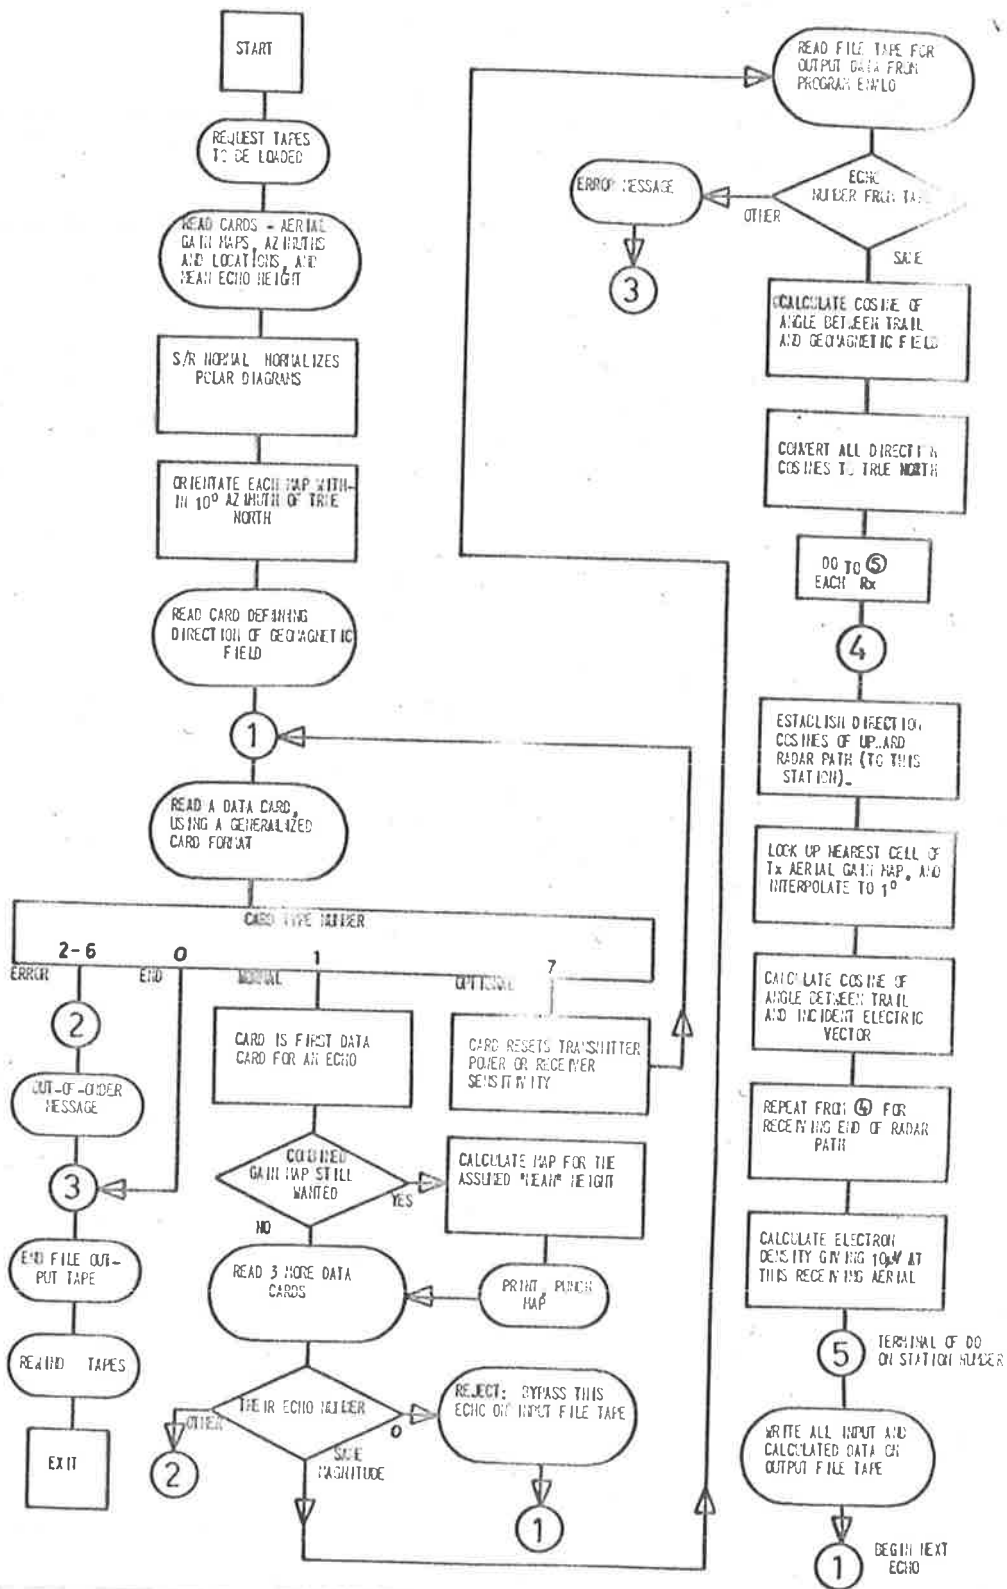 START
REQUEST TAPES
TO BE LOADED
READ CARDS - AERIAL
GAIN MAPS, AZIMUTHS
AND LOCATIONS, AND
MEAN ECHO HEIGHT
S/R NORMAL NORMALIZES
POLAR DIAGRAMS
ORIENTATE EACH MAP WITH-
IN 10° AZIMUTH OF TRUE
NORTH
READ CARD DEFINING
DIRECTION OF GEOMAGNETIC
FIELD
1
READ A DATA CARD,
USING A GENERALIZED
CARD FORMAT
CARD TYPE NUMBER
2-6 0 1 7
ERROR END NORMAL OPTIONAL
2
OUT-OF-ORDER
MESSAGE
3
END FILE OUT-
PUT TAPE
REWIND TAPES
EXIT
CARD IS FIRST DATA
CARD FOR AN ECHO
CARD RESETS TRANSMITTER
POWER OR RECEIVER
SENSITIVITY
COMBINED
GAIN MAP STILL
WANTED
YES
NO
CALCULATE MAP FOR THE
ASSUMED "MEAN" HEIGHT
PRINT, PUNCH
MAP
READ 3 MORE DATA
CARDS
THEIR ECHO NUMBER
OTHER
0
SAME
MAGNITUDE
2
REJECT: BYPASS THIS
ECHO ON INPUT FILE TAPE
1
READ FILE TAPE FOR
OUTPUT DATA FROM
PROGRAM
ECHO
NUMBER FROM TAPE
OTHER
SAME
ERROR MESSAGE
3
CALCULATE COSINE OF
ANGLE BETWEEN TRAIL
AND GEOMAGNETIC FIELD
CONVERT ALL DIRECTION
COSINES TO TRUE NORTH
DO TO 5
EACH Rx
4
ESTABLISH DIRECTION
COSINES OF UPWARD
RADAR PATH (TO THIS
STATION).
LOOK UP NEAREST CELL OF
Tx AERIAL GAIN MAP, AND
INTERPOLATE TO 1°
CALCULATE COSINE OF
ANGLE BETWEEN TRAIL
AND INCIDENT ELECTRIC
VECTOR
REPEAT FROM 4 FOR
RECEIVING END OF RADAR
PATH
CALCULATE ELECTRON
DENSITY GIVING 10µV AT
THIS RECEIVING AERIAL
5
TERMINAL OF DO
ON STATION NUMBER
WRITE ALL INPUT AND
CALCULATED DATA ON
OUTPUT FILE TAPE
1
BEGIN NEXT
ECHO